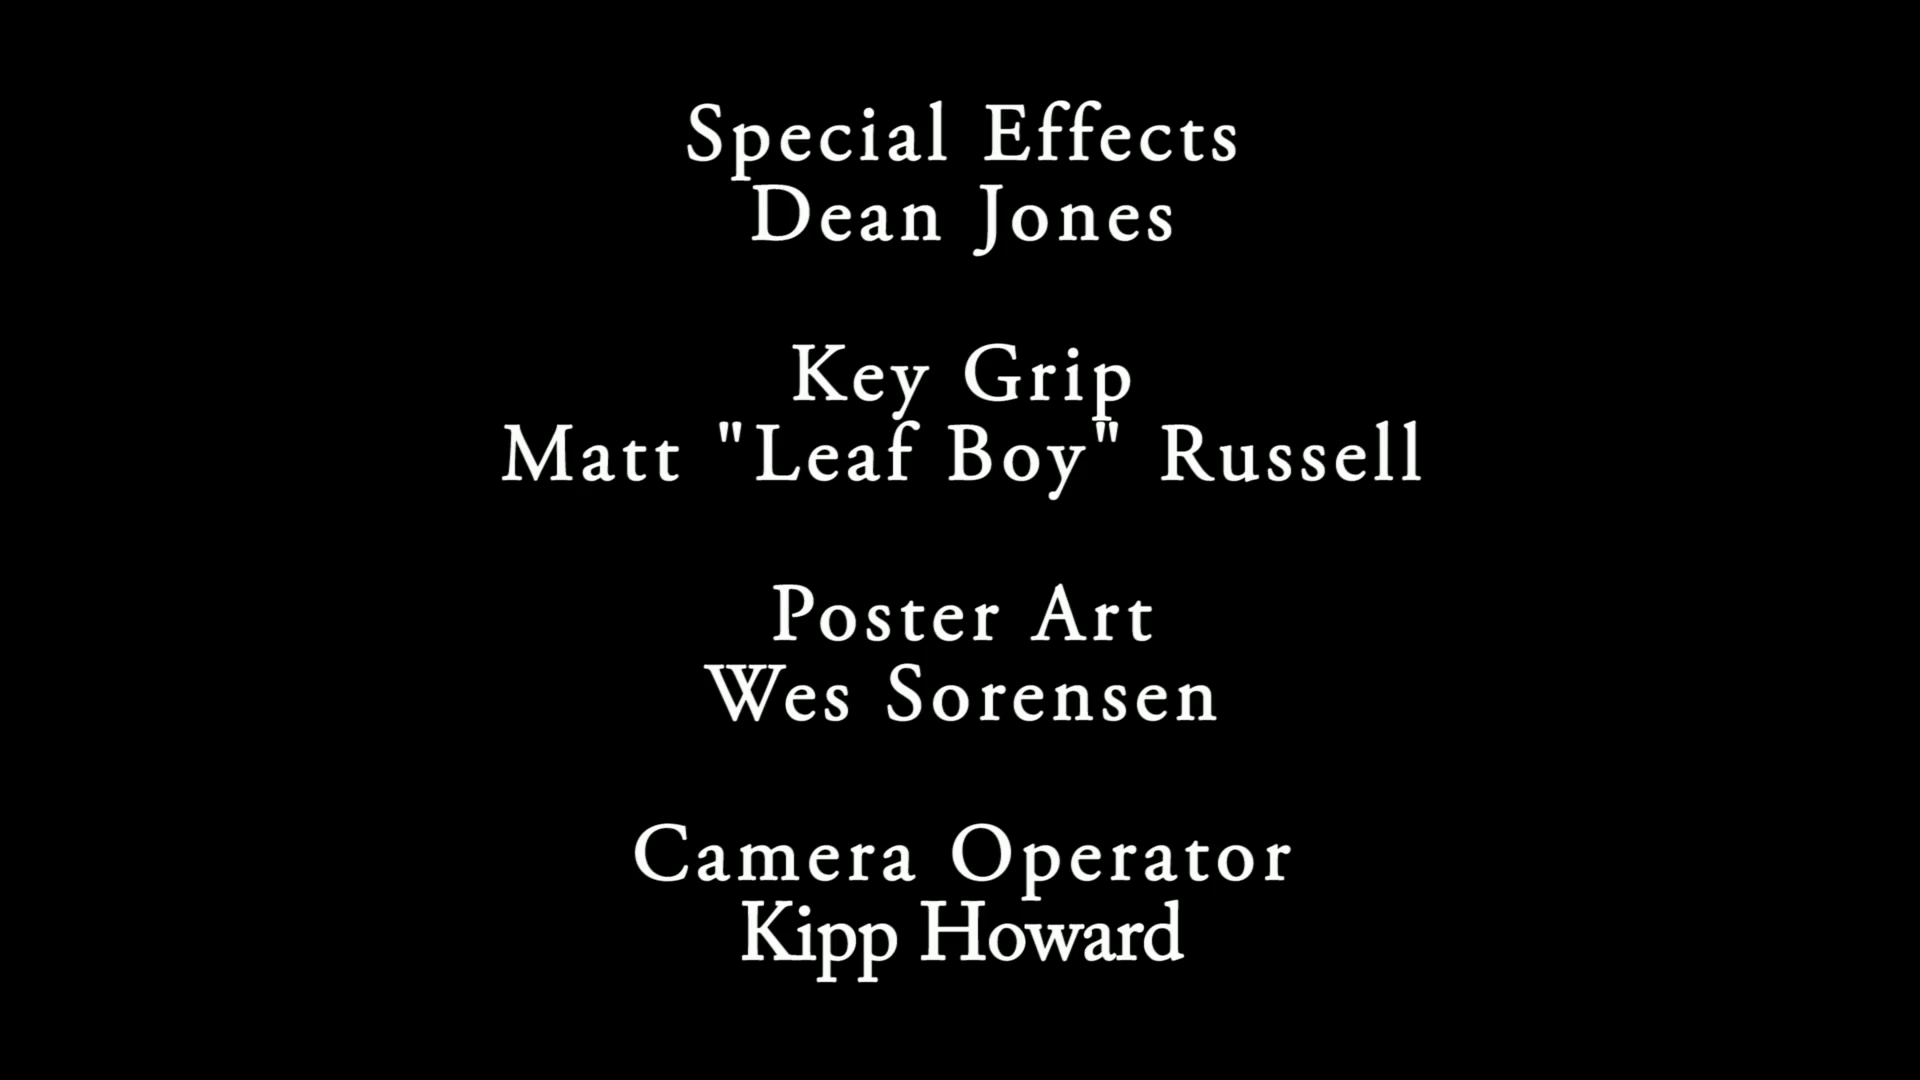 Special Effects
Dean Jones
Key Grip
Matt "Leaf Boy" Russell
Poster Art
Wes Sorensen
Camera Operator
Kipp Howard